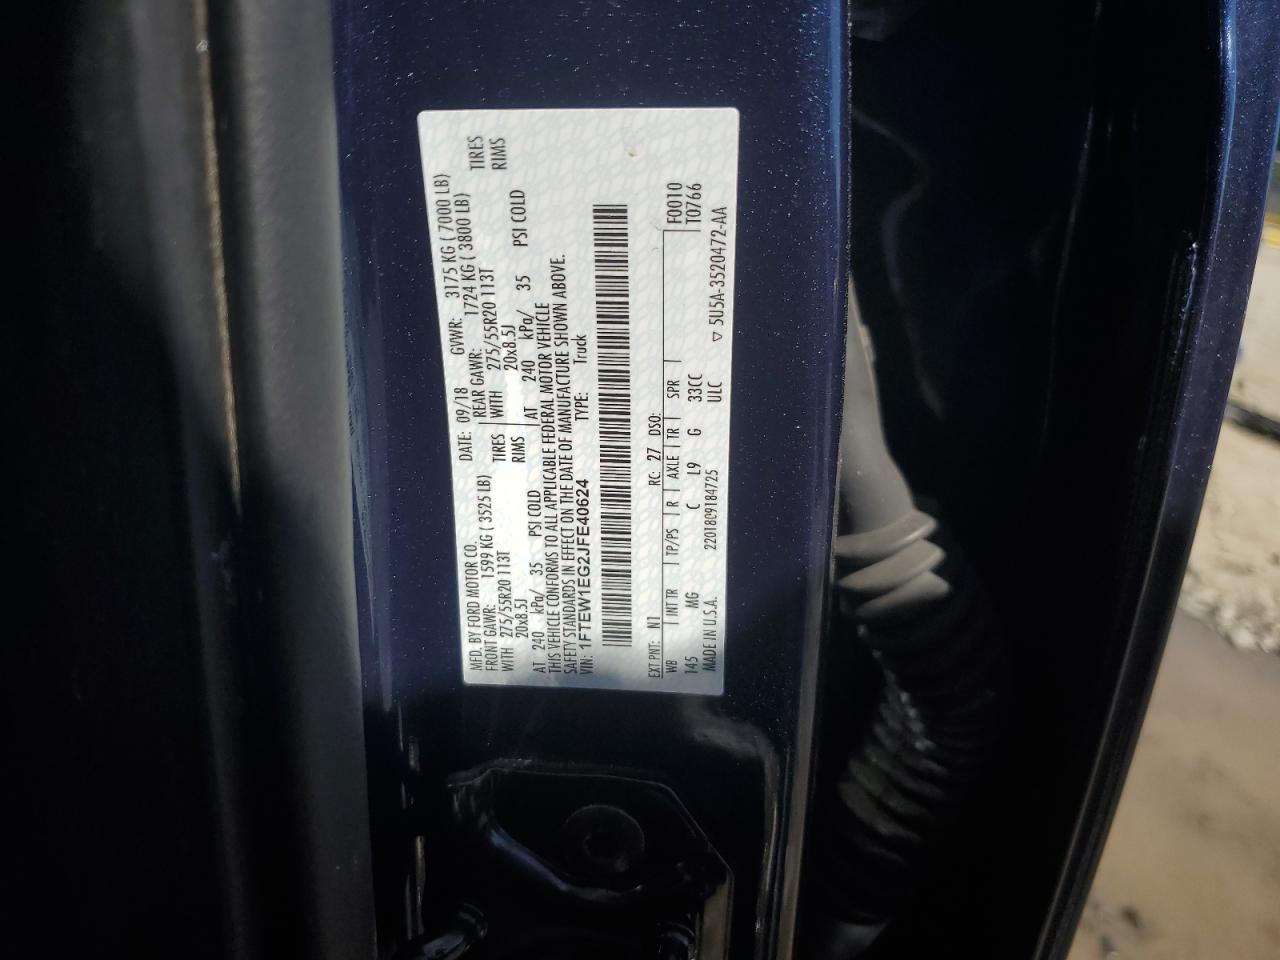 MFD. BY FORD MOTOR CO. DATE: 09/18 GVWR: 3175 KG ( 7000 LB)
FRONT GAWR: 1599 KG ( 3525 LB) REAR GAWR: 1724 KG ( 3800 LB)
WITH 275/55R20 113T TIRES WITH 275/55R20 113T TIRES
20x8.5J RIMS 20x8.5J RIMS
AT 240 kPa/ 35 PSI COLD AT 240 kPa/ 35 PSI COLD
THIS VEHICLE CONFORMS TO ALL APPLICABLE FEDERAL MOTOR VEHICLE
SAFETY STANDARDS IN EFFECT ON THE DATE OF MANUFACTURE SHOWN ABOVE.
VIN: 1FTEW1EG2JFE40624 TYPE: Truck
EXT PNT: N1 RC: 27 DSO: F0010
WB INT TR TP/PS R AXLE TR SPR T0766
145 MG C L9 G 33CC
MADE IN U.S.A. 220180918472​5 ULC ▽ 5U5A-3520472-AA